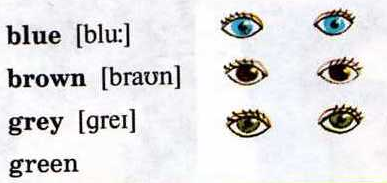 blue [blu:]
brown [braʊn]
grey [greɪ]
green